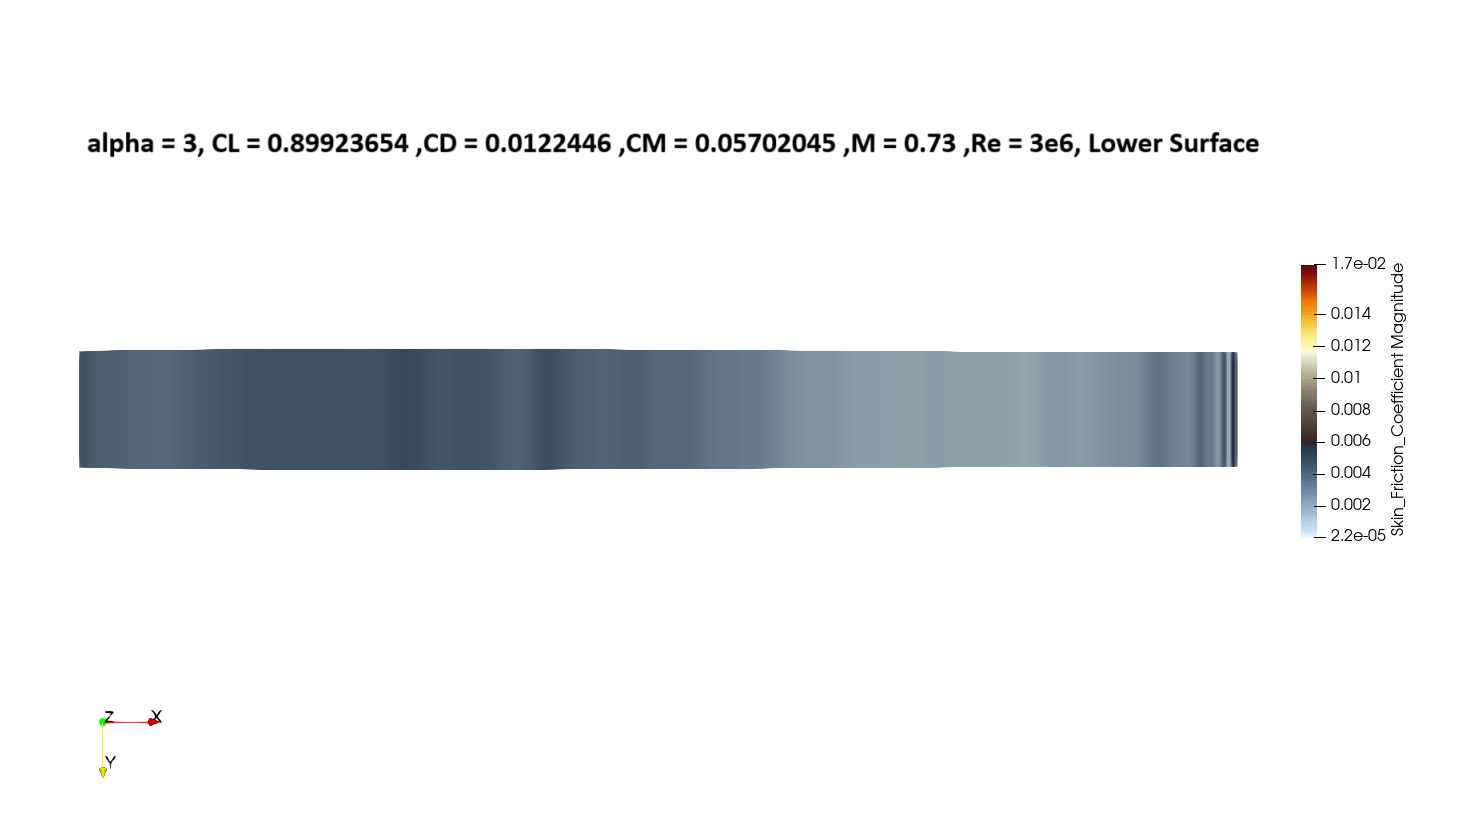 alpha = 3, CL = 0.89923654 ,CD = 0.0122446 ,CM = 0.05702045 ,M = 0.73 ,Re = 3e6, Lower Surface
1.7e-02
0.014
0.012
0.01
0.008
0.006
0.004
0.002
2.2e-05
Skin_Friction_Coefficient Magnitude
Z
X
Y